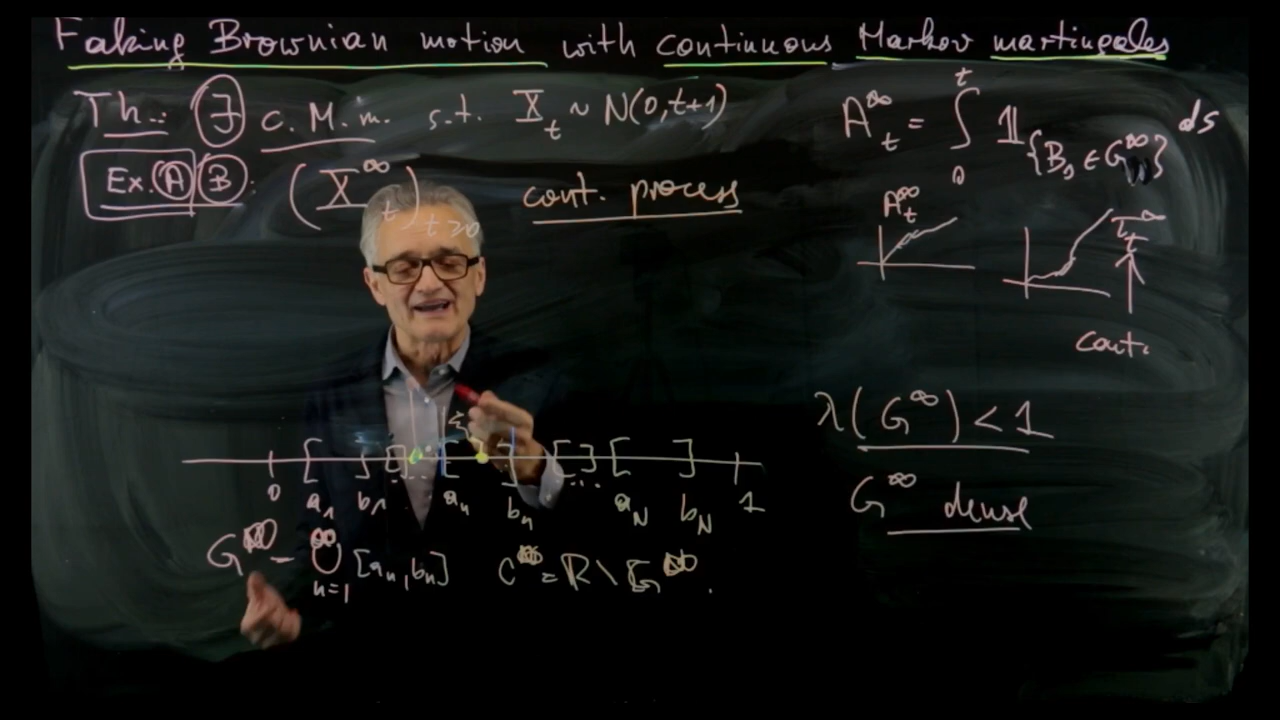 Faking Brownian motion with continuous Markov martingales
Th.: ∃ c. M. m. s.t. X_t ~ N(0,t+1)
Ex. A B : (X^∞_t)_{t≥0} cont. process
A^∞_t = ∫_0^t 𝟙_{B_s ∈ G^∞} ds
A^∞_t
τ^∞_t
cont.
λ(G^∞) < 1
G^∞ dense
0 a_1 b_1 ... a_n b_n ... a_N b_N 1
G = ∪_{n=1}^∞ [a_n, b_n] C = R \ G